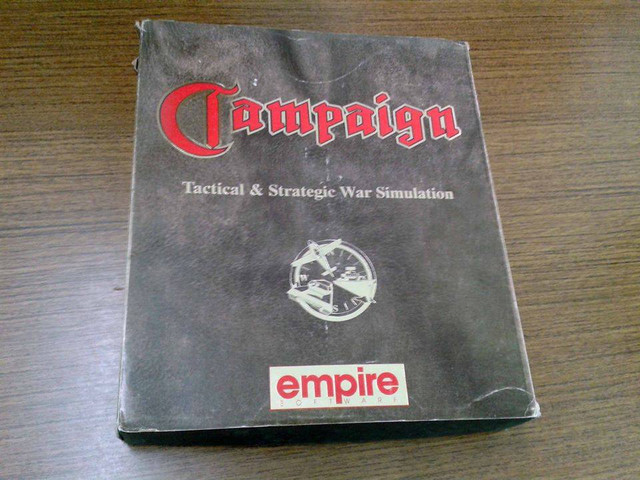 Campaign
Tactical & Strategic War Simulation
W
empire
SOFTWARE